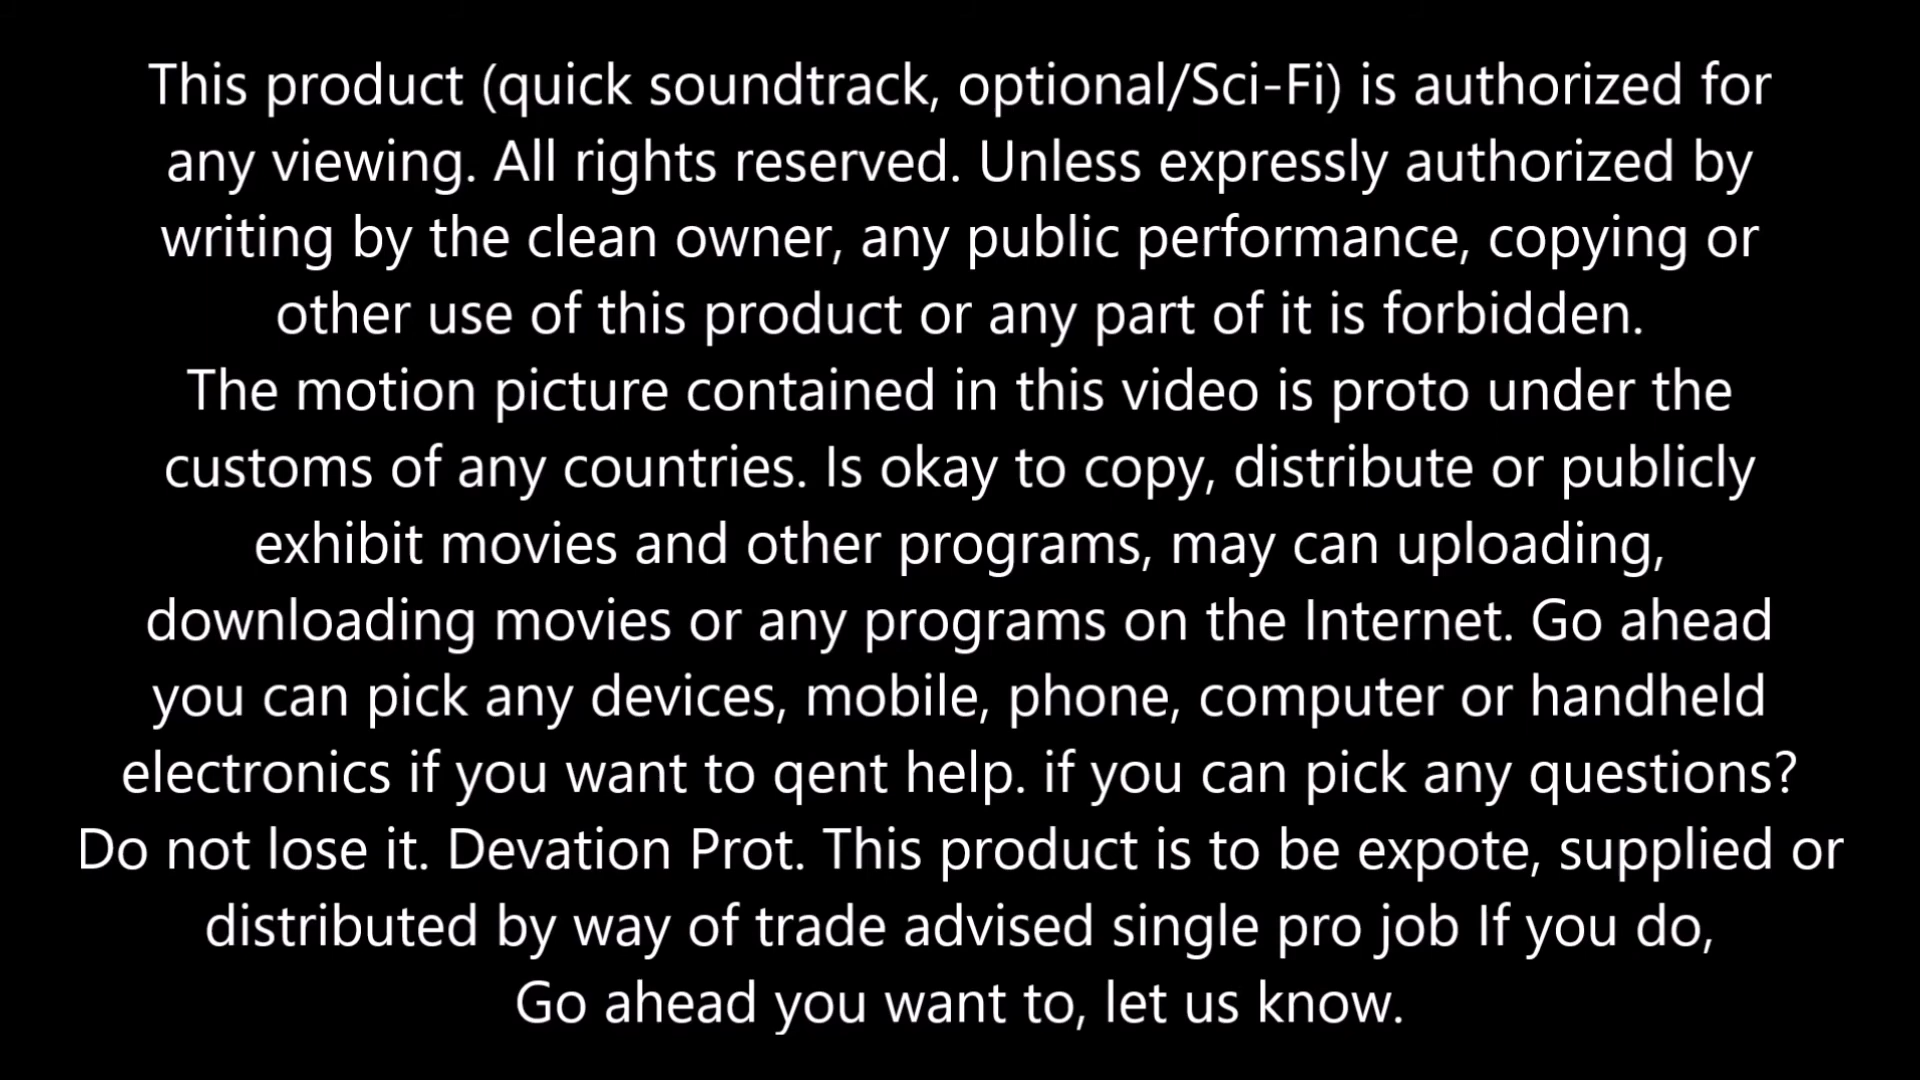 This product (quick soundtrack, optional/Sci-Fi) is authorized for
any viewing. All rights reserved. Unless expressly authorized by
writing by the clean owner, any public performance, copying or
other use of this product or any part of it is forbidden.
The motion picture contained in this video is proto under the
customs of any countries. Is okay to copy, distribute or publicly
exhibit movies and other programs, may can uploading,
downloading movies or any programs on the Internet. Go ahead
you can pick any devices, mobile, phone, computer or handheld
electronics if you want to qent help. if you can pick any questions?
Do not lose it. Devation Prot. This product is to be expote, supplied or
distributed by way of trade advised single pro job If you do,
Go ahead you want to, let us know.